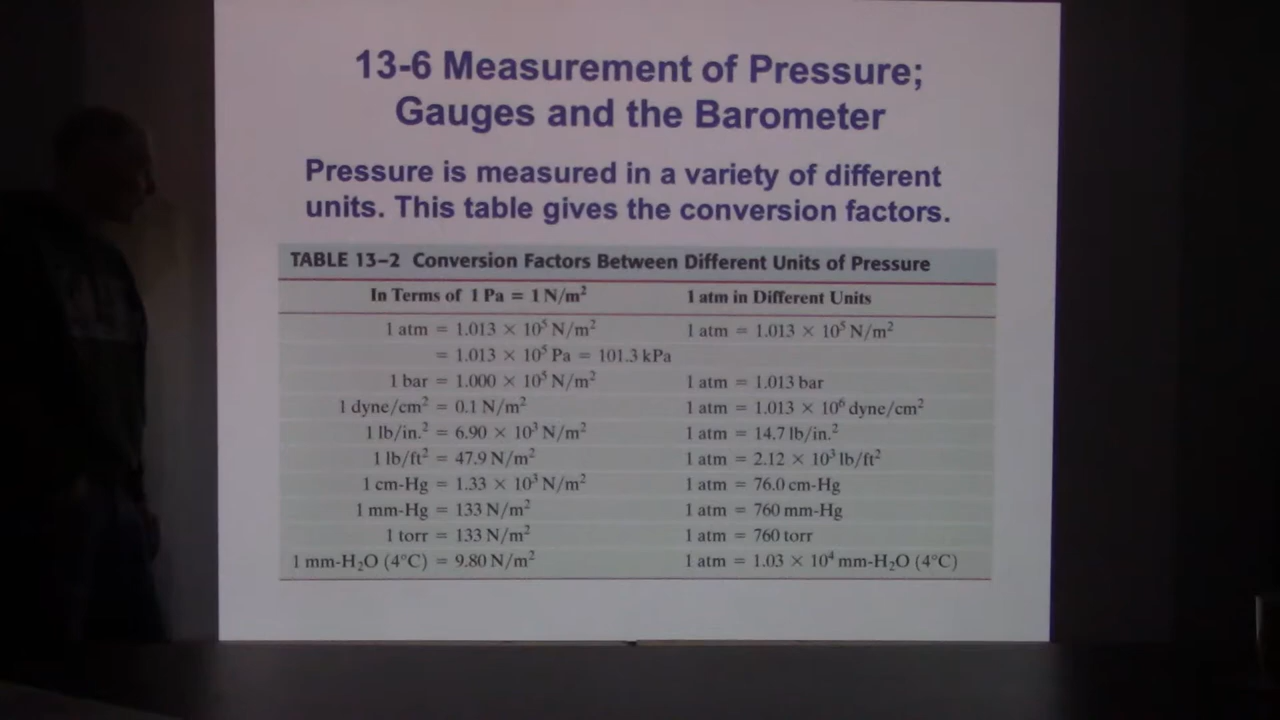 13-6 Measurement of Pressure;
Gauges and the Barometer
Pressure is measured in a variety of different
units. This table gives the conversion factors.
TABLE 13–2 Conversion Factors Between Different Units of Pressure
In Terms of 1 Pa = 1 N/m² 1 atm in Different Units
1 atm = 1.013 × 10⁵ N/m² 1 atm = 1.013 × 10⁵ N/m²
= 1.013 × 10⁵ Pa = 101.3 kPa
1 bar = 1.000 × 10⁵ N/m² 1 atm = 1.013 bar
1 dyne/cm² = 0.1 N/m² 1 atm = 1.013 × 10⁶ dyne/cm²
1 lb/in.² = 6.90 × 10³ N/m² 1 atm = 14.7 lb/in.²
1 lb/ft² = 47.9 N/m² 1 atm = 2.12 × 10³ lb/ft²
1 cm-Hg = 1.33 × 10³ N/m² 1 atm = 76.0 cm-Hg
1 mm-Hg = 133 N/m² 1 atm = 760 mm-Hg
1 torr = 133 N/m² 1 atm = 760 torr
1 mm-H₂O (4°C) = 9.80 N/m² 1 atm = 1.03 × 10⁴ mm-H₂O (4°C)